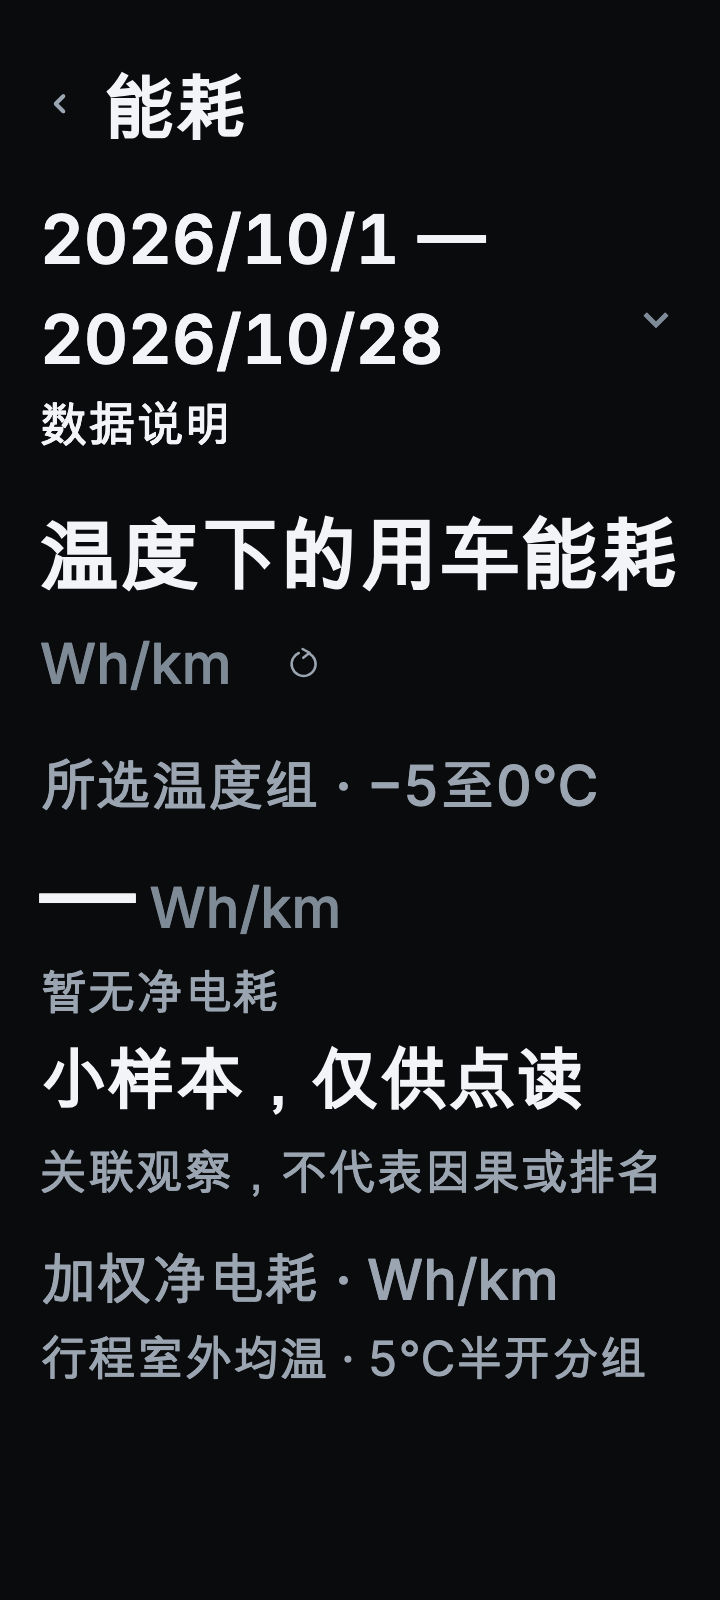 能耗
2026/10/1 —
2026/10/28
数据说明
温度下的用车能耗
Wh/km
所选温度组 · −5至0°C
— Wh/km
暂无净电耗
小样本，仅供点读
关联观察，不代表因果或排名
加权净电耗 · Wh/km
行程室外均温 · 5°C半开分组